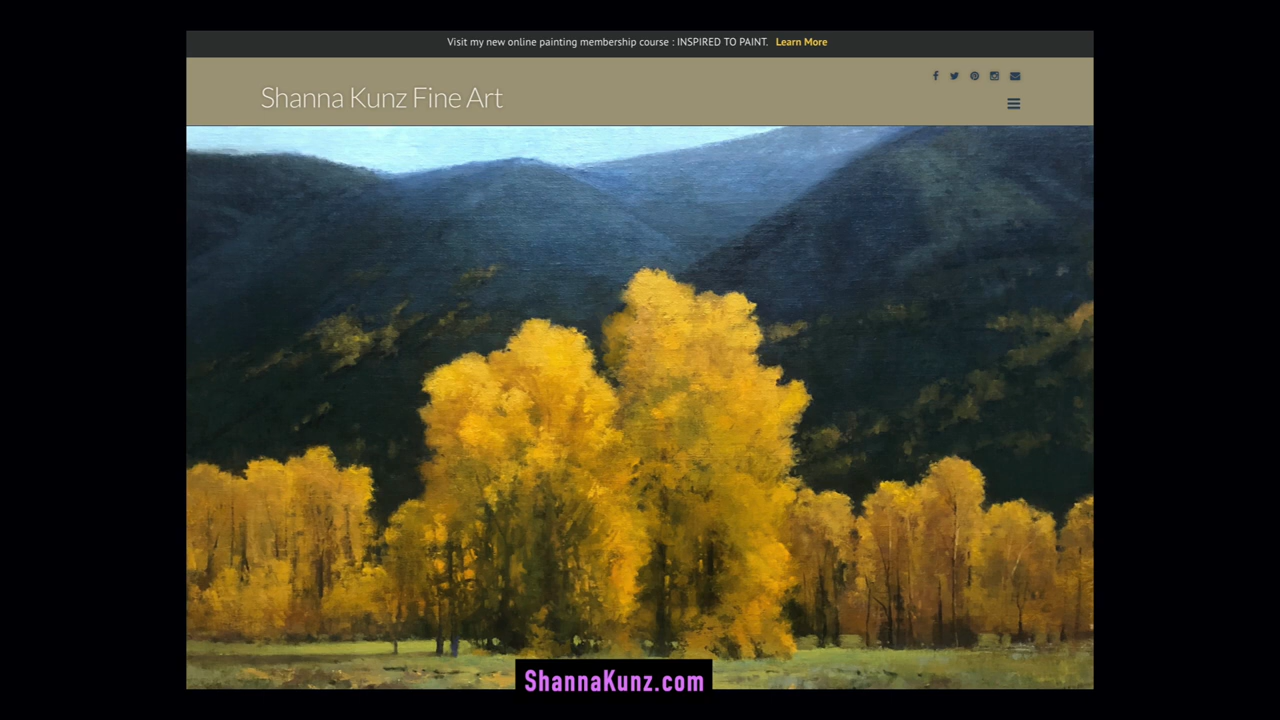 Visit my new online painting membership course : INSPIRED TO PAINT. Learn More
Shanna Kunz Fine Art
ShannaKunz.com